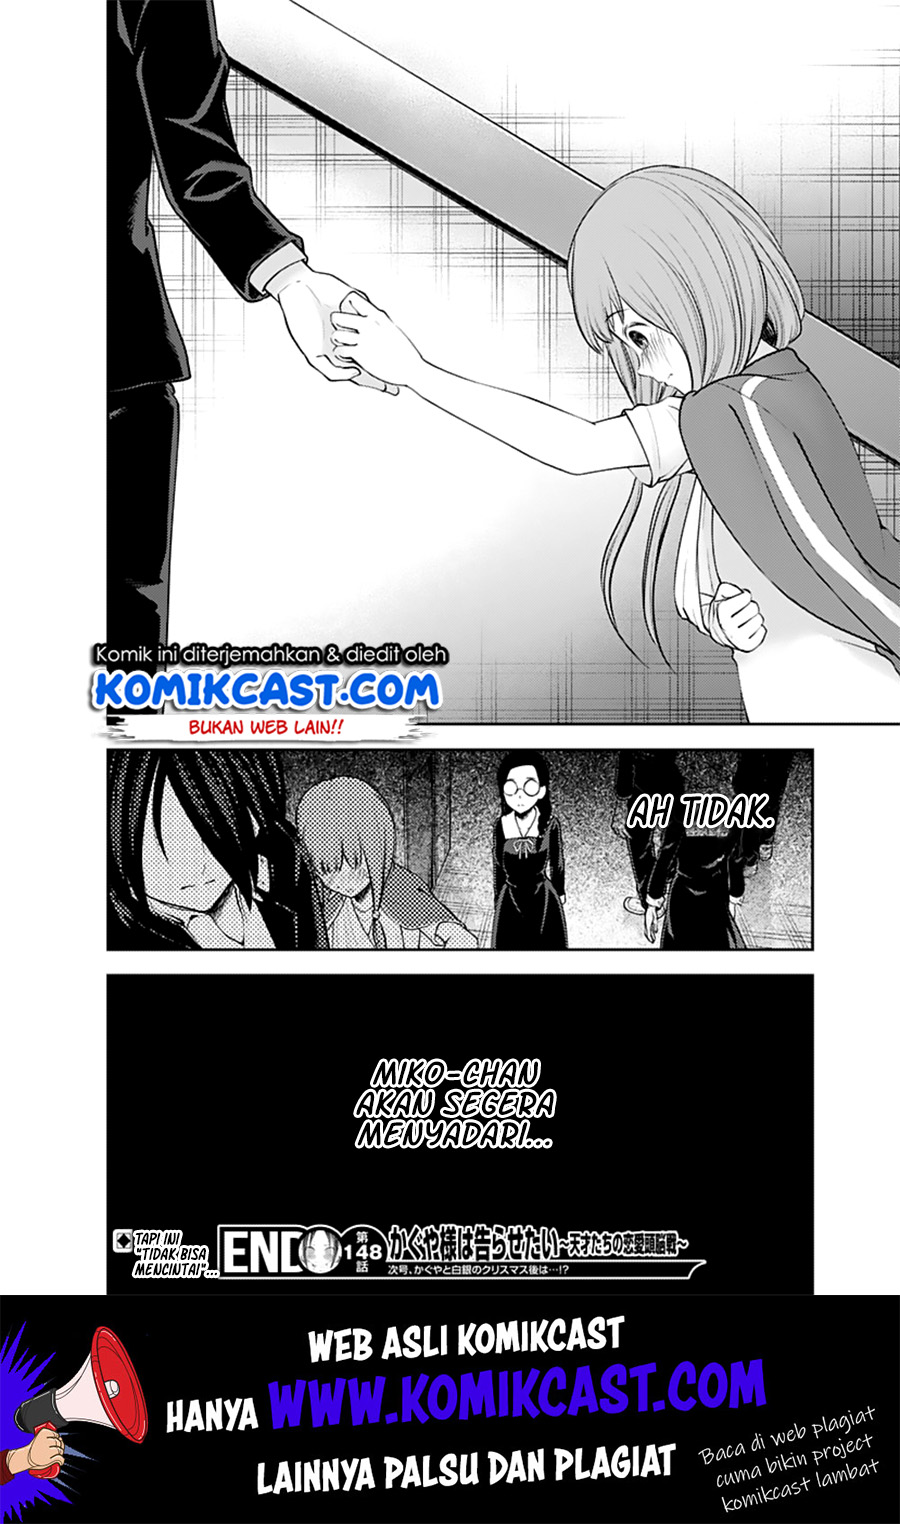 Komik ini diterjemahkan & diedit oleh
KOMIKCAST.COM
BUKAN WEB LAIN!!
AH TIDAK.
MIKO-CHAN
AKAN SEGERA
MENYADARI...
TAPI INI
"TIDAK BISA
MENCINTAI"...
END
第
148
話
かぐや様は告らせたい～天才たちの恋愛頭脳戦～
次号、かぐやと白銀のクリスマス後は…!?
WEB ASLI KOMIKCAST
HANYA WWW.KOMIKCAST.COM
LAINNYA PALSU DAN PLAGIAT
Baca di web plagiat
cuma bikin project
komikcast lambat